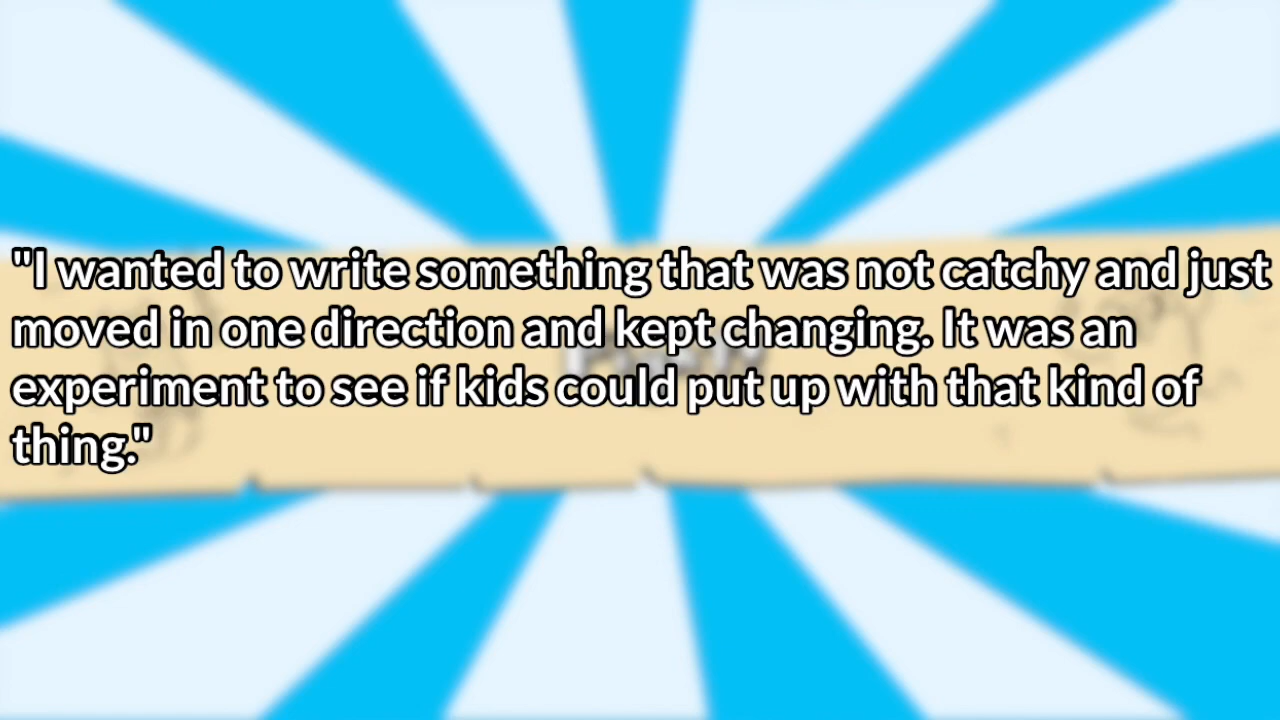 "I wanted to write something that was not catchy and just
moved in one direction and kept changing. It was an
experiment to see if kids could put up with that kind of
thing."